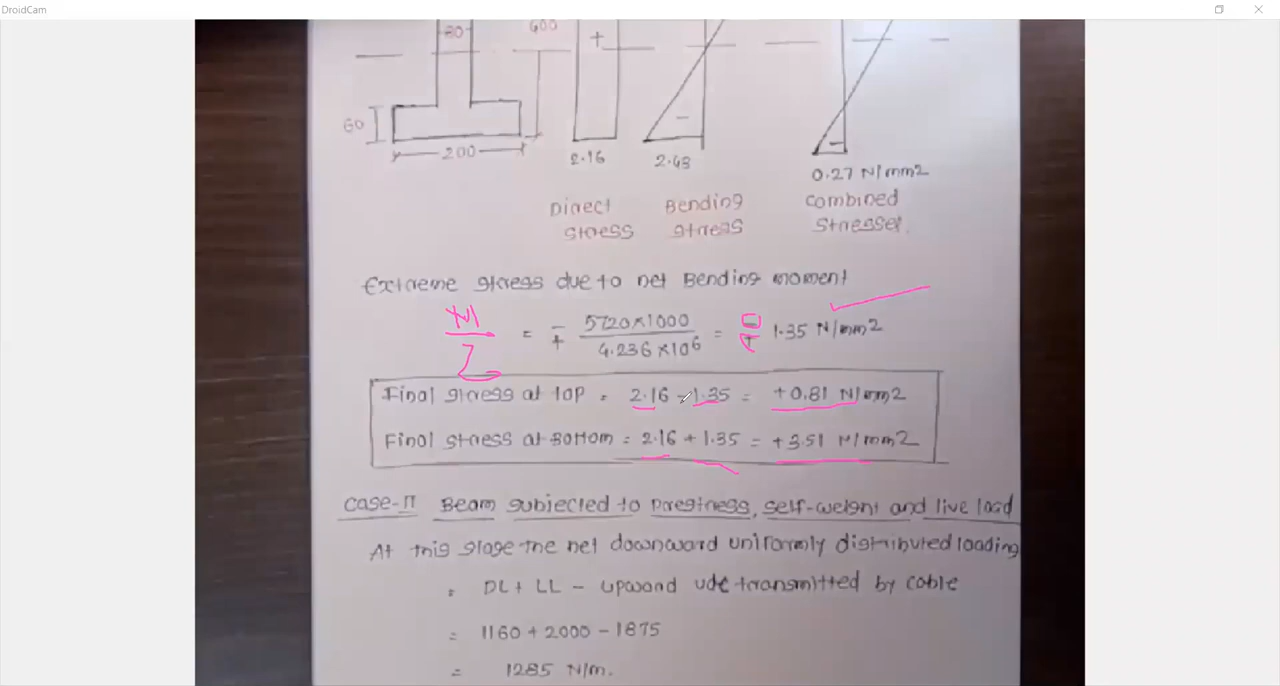 DroidCam
80
400
+
60
200
2.16
2.43
-
-
0.27 N/mm2
Direct Stress
Bending Stress
Combined Stresses.
Extreme stress due to net Bending moment
M/Z = -/+ 5720×1000 / 4.236×10^6 = -/+ 1.35 N/mm2
Final stress at top = 2.16 - 1.35 = +0.81 N/mm2
Final stress at Bottom = 2.16 + 1.35 = +3.51 N/mm2
Case-II Beam subjected to prestress, self-weight and live load
At this stage the net downward uniformly distributed loading
= DL + LL - upward udl transmitted by cable
= 1160 + 2000 - 1875
= 1285 N/m.